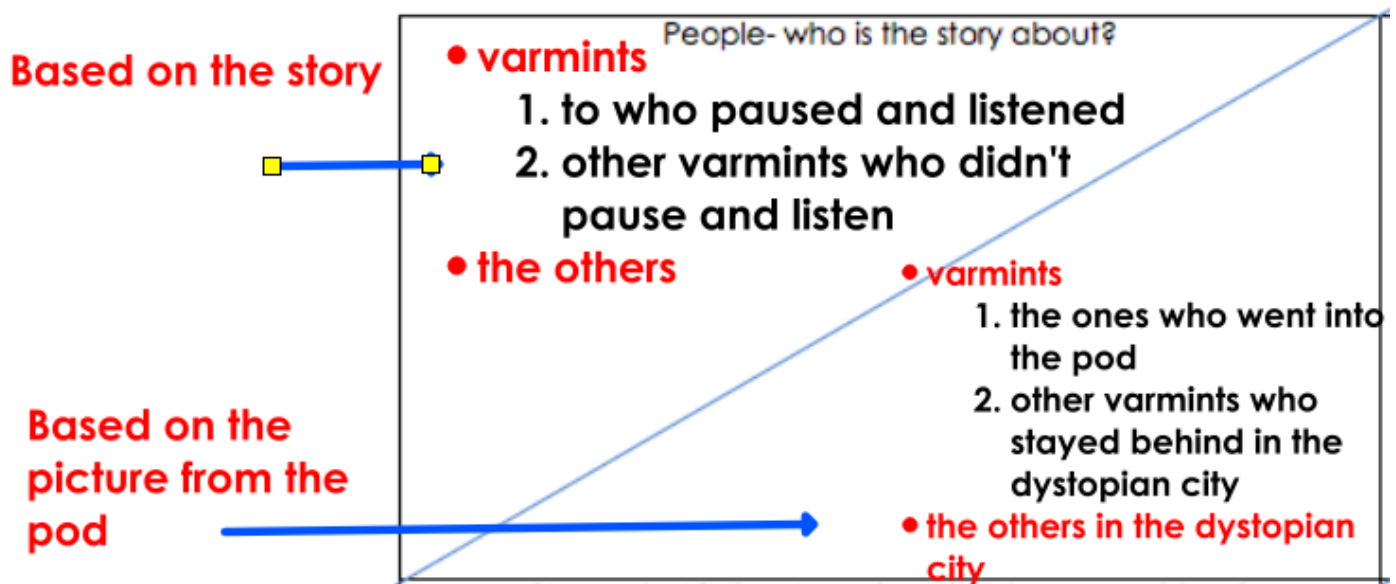 People- who is the story about?
Based on the story
• varmints
1. to who paused and listened
2. other varmints who didn't
pause and listen
• the others
Based on the
picture from the
pod
• varmints
1. the ones who went into
the pod
2. other varmints who
stayed behind in the
dystopian city
• the others in the dystopian
city